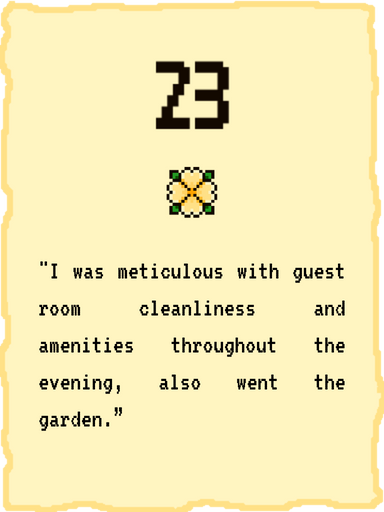 23
"I was meticulous with guest
room cleanliness and
amenities throughout the
evening, also went the
garden.”